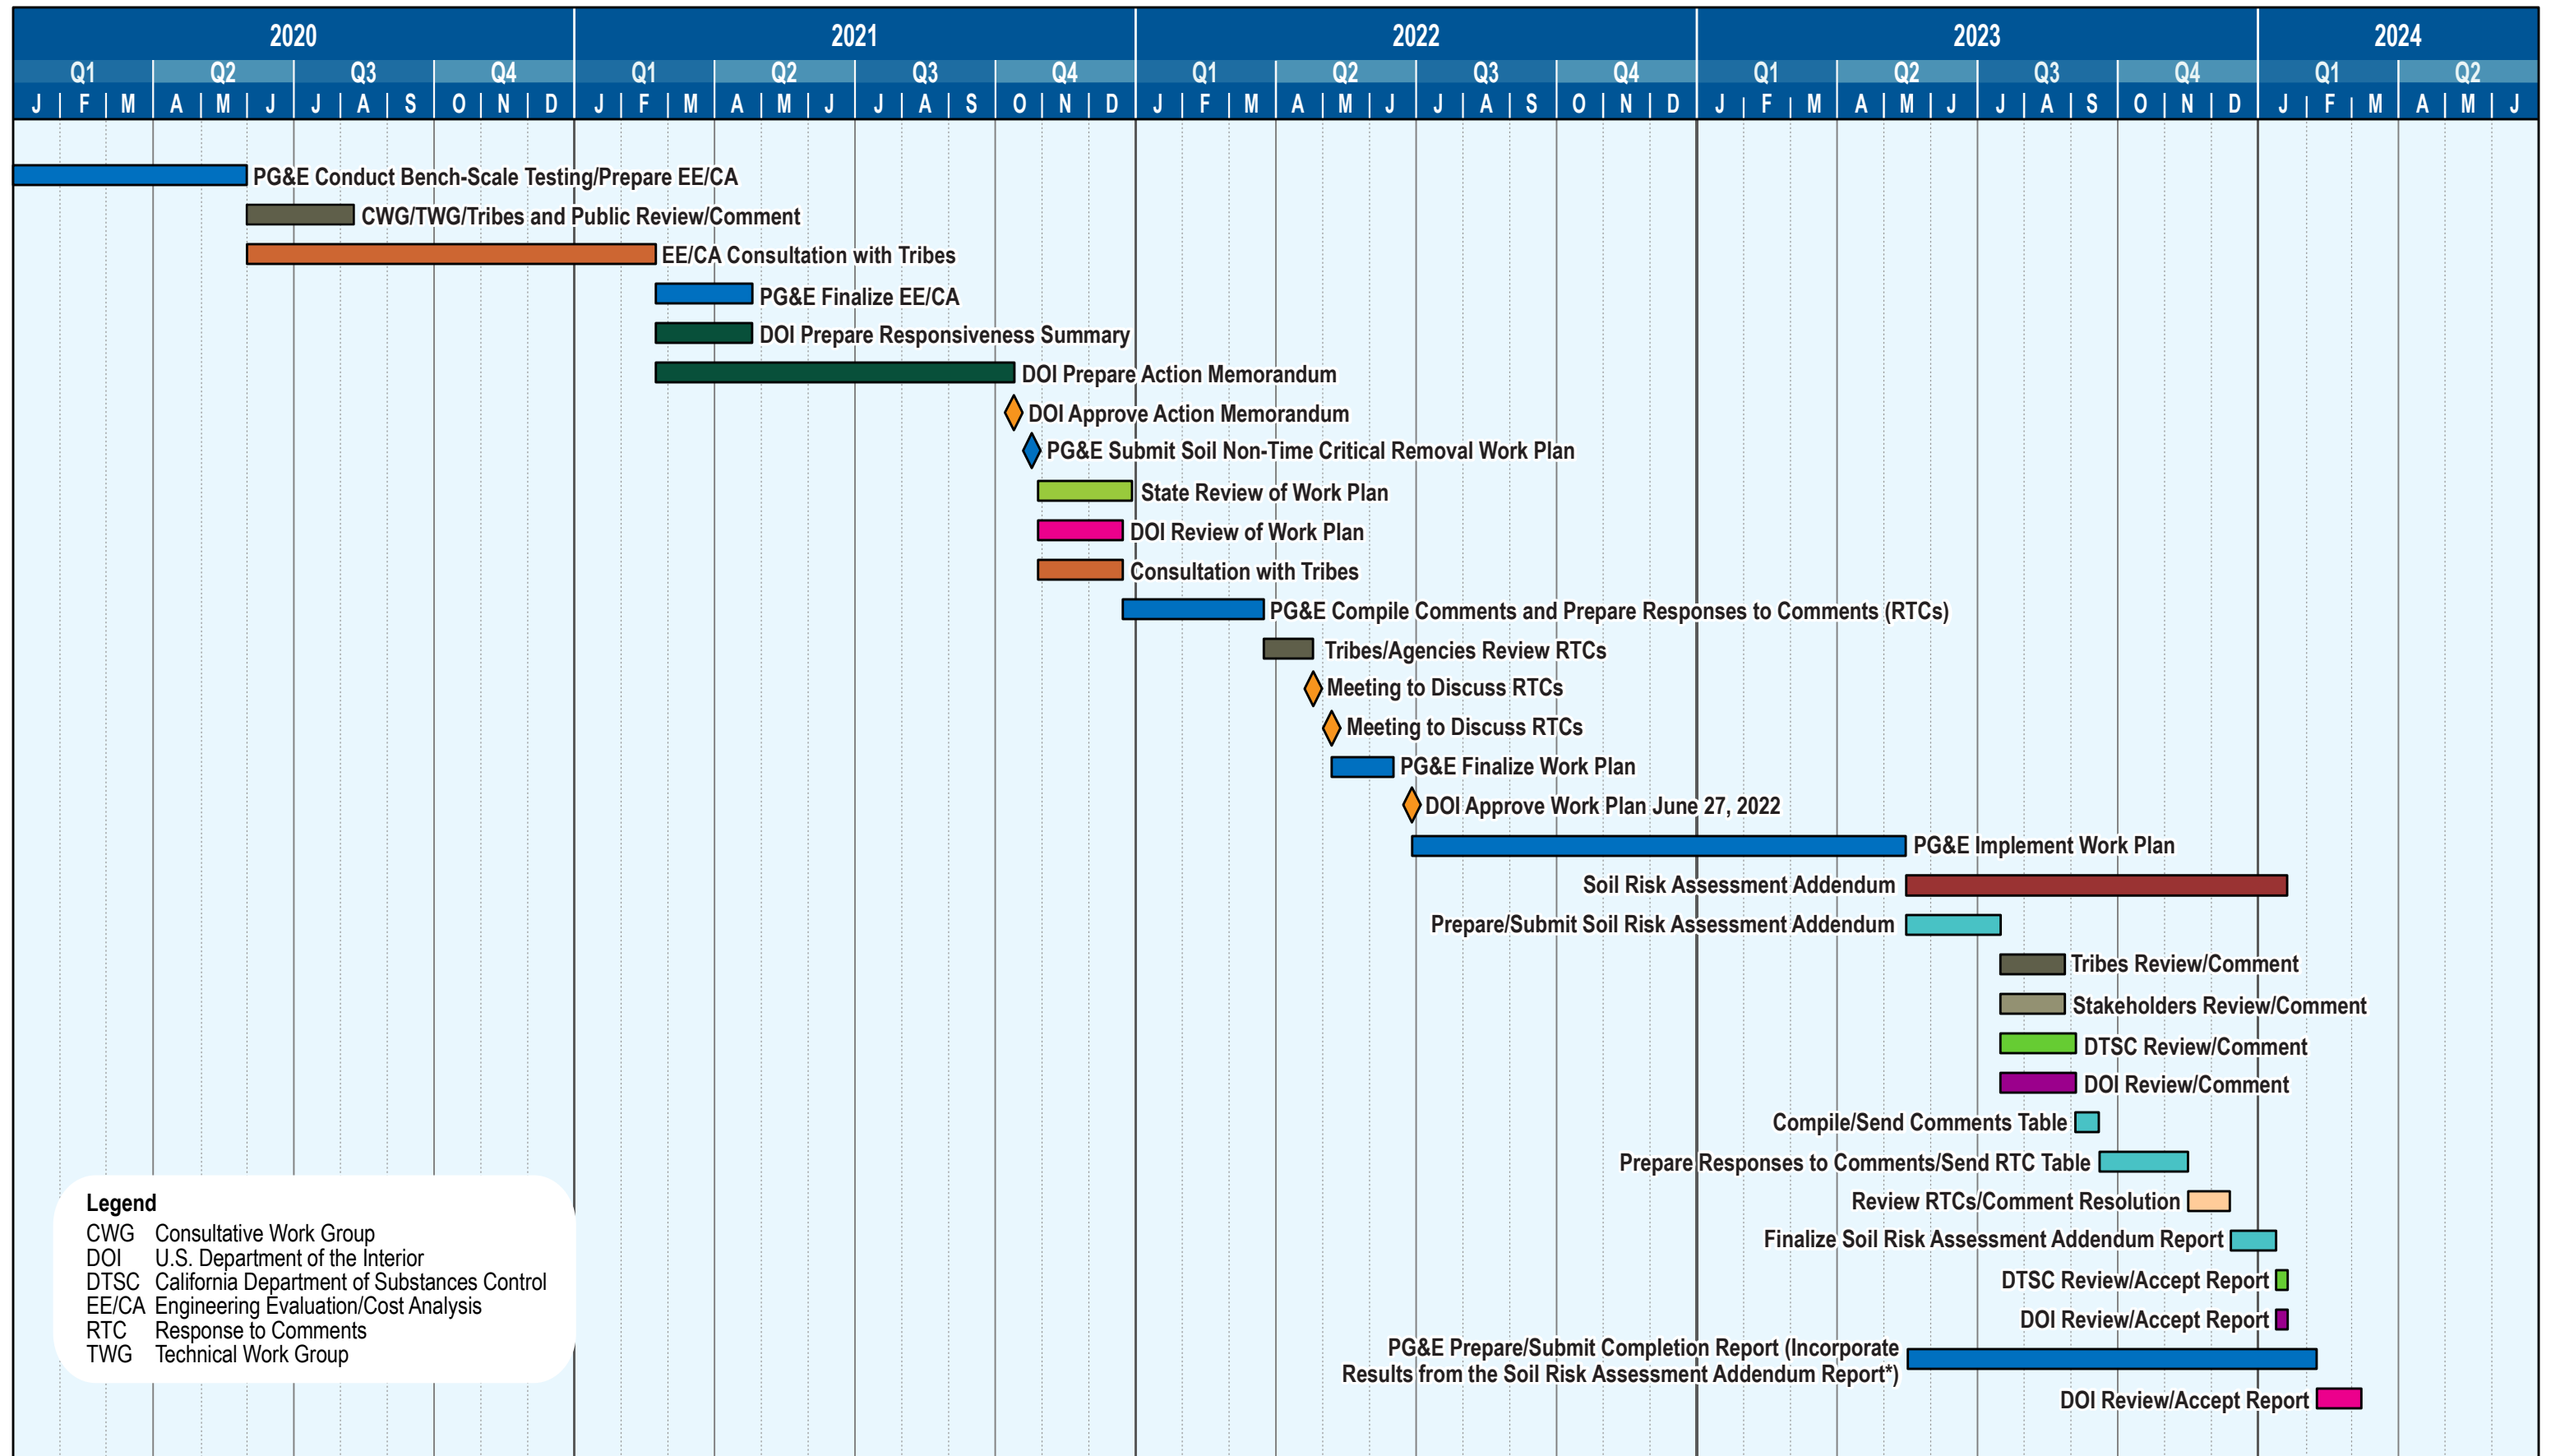 2020 2021 2022 2023 2024
Q1 Q2 Q3 Q4 Q1 Q2 Q3 Q4 Q1 Q2 Q3 Q4 Q1 Q2 Q3 Q4 Q1 Q2
J F M A M J J A S O N D J F M A M J J A S O N D J F M A M J J A S O N D J F M A M J J A S O N D J F M A M J
PG&E Conduct Bench-Scale Testing/Prepare EE/CA
CWG/TWG/Tribes and Public Review/Comment
EE/CA Consultation with Tribes
PG&E Finalize EE/CA
DOI Prepare Responsiveness Summary
DOI Prepare Action Memorandum
DOI Approve Action Memorandum
PG&E Submit Soil Non-Time Critical Removal Work Plan
State Review of Work Plan
DOI Review of Work Plan
Consultation with Tribes
PG&E Compile Comments and Prepare Responses to Comments (RTCs)
Tribes/Agencies Review RTCs
Meeting to Discuss RTCs
Meeting to Discuss RTCs
PG&E Finalize Work Plan
DOI Approve Work Plan June 27, 2022
PG&E Implement Work Plan
Soil Risk Assessment Addendum
Prepare/Submit Soil Risk Assessment Addendum
Tribes Review/Comment
Stakeholders Review/Comment
DTSC Review/Comment
DOI Review/Comment
Compile/Send Comments Table
Prepare Responses to Comments/Send RTC Table
Review RTCs/Comment Resolution
Finalize Soil Risk Assessment Addendum Report
DTSC Review/Accept Report
DOI Review/Accept Report
PG&E Prepare/Submit Completion Report (Incorporate
Results from the Soil Risk Assessment Addendum Report*)
DOI Review/Accept Report
Legend
CWG Consultative Work Group
DOI U.S. Department of the Interior
DTSC California Department of Substances Control
EE/CA Engineering Evaluation/Cost Analysis
RTC Response to Comments
TWG Technical Work Group